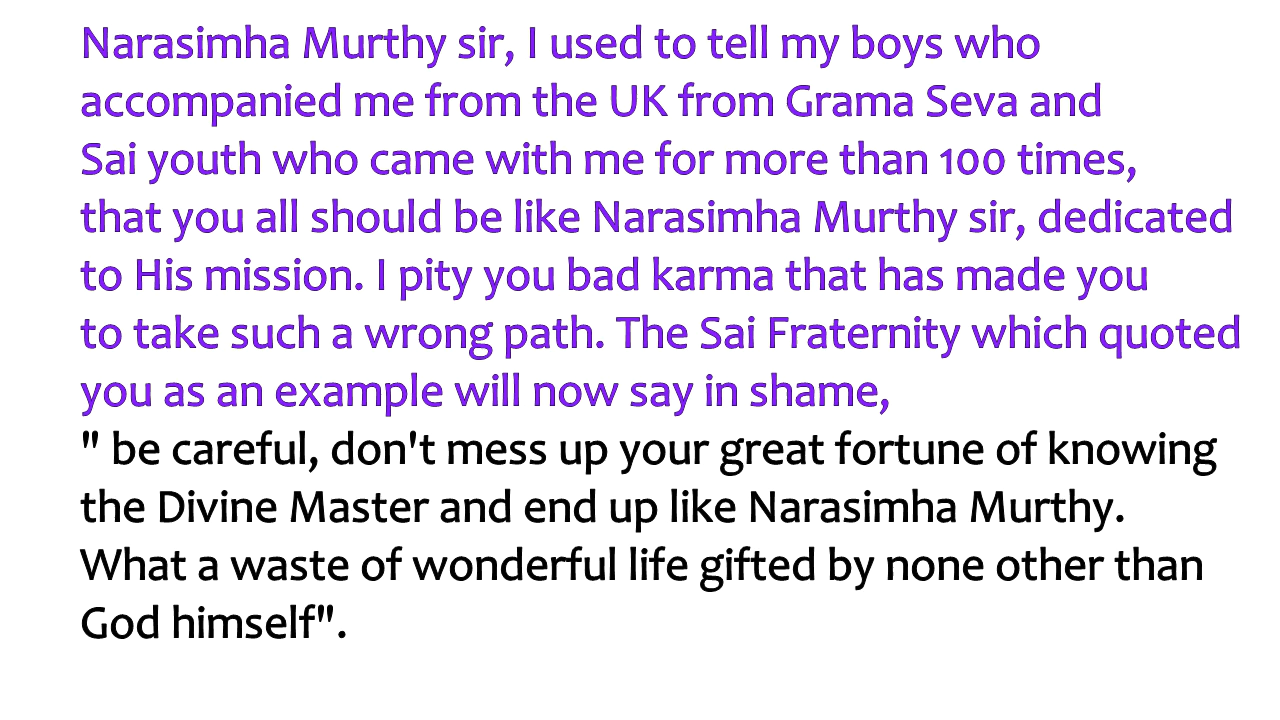 Narasimha Murthy sir, I used to tell my boys who
accompanied me from the UK from Grama Seva and
Sai youth who came with me for more than 100 times,
that you all should be like Narasimha Murthy sir, dedicated
to His mission. I pity you bad karma that has made you
to take such a wrong path. The Sai Fraternity which quoted
you as an example will now say in shame,
" be careful, don't mess up your great fortune of knowing
the Divine Master and end up like Narasimha Murthy.
What a waste of wonderful life gifted by none other than
God himself".